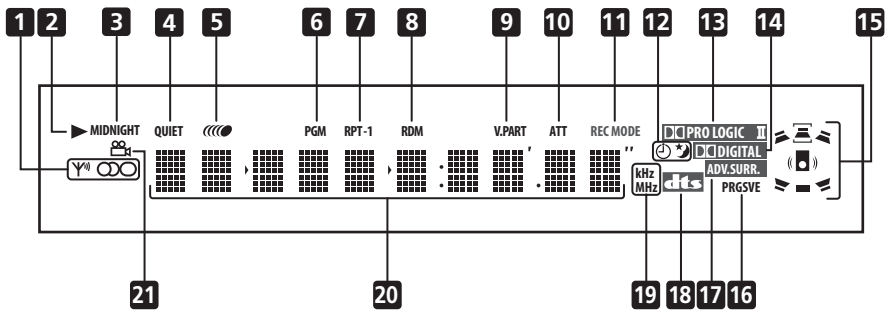 1 2 3 4 5 6 7 8 9 10 11 12 13 14 15
MIDNIGHT QUIET PGM RPT-1 RDM V.PART ATT REC MODE PRO LOGIC II
DIGITAL
ADV.SURR.
kHz
MHz
dts
PRGSVE
21 20 19 18 17 16